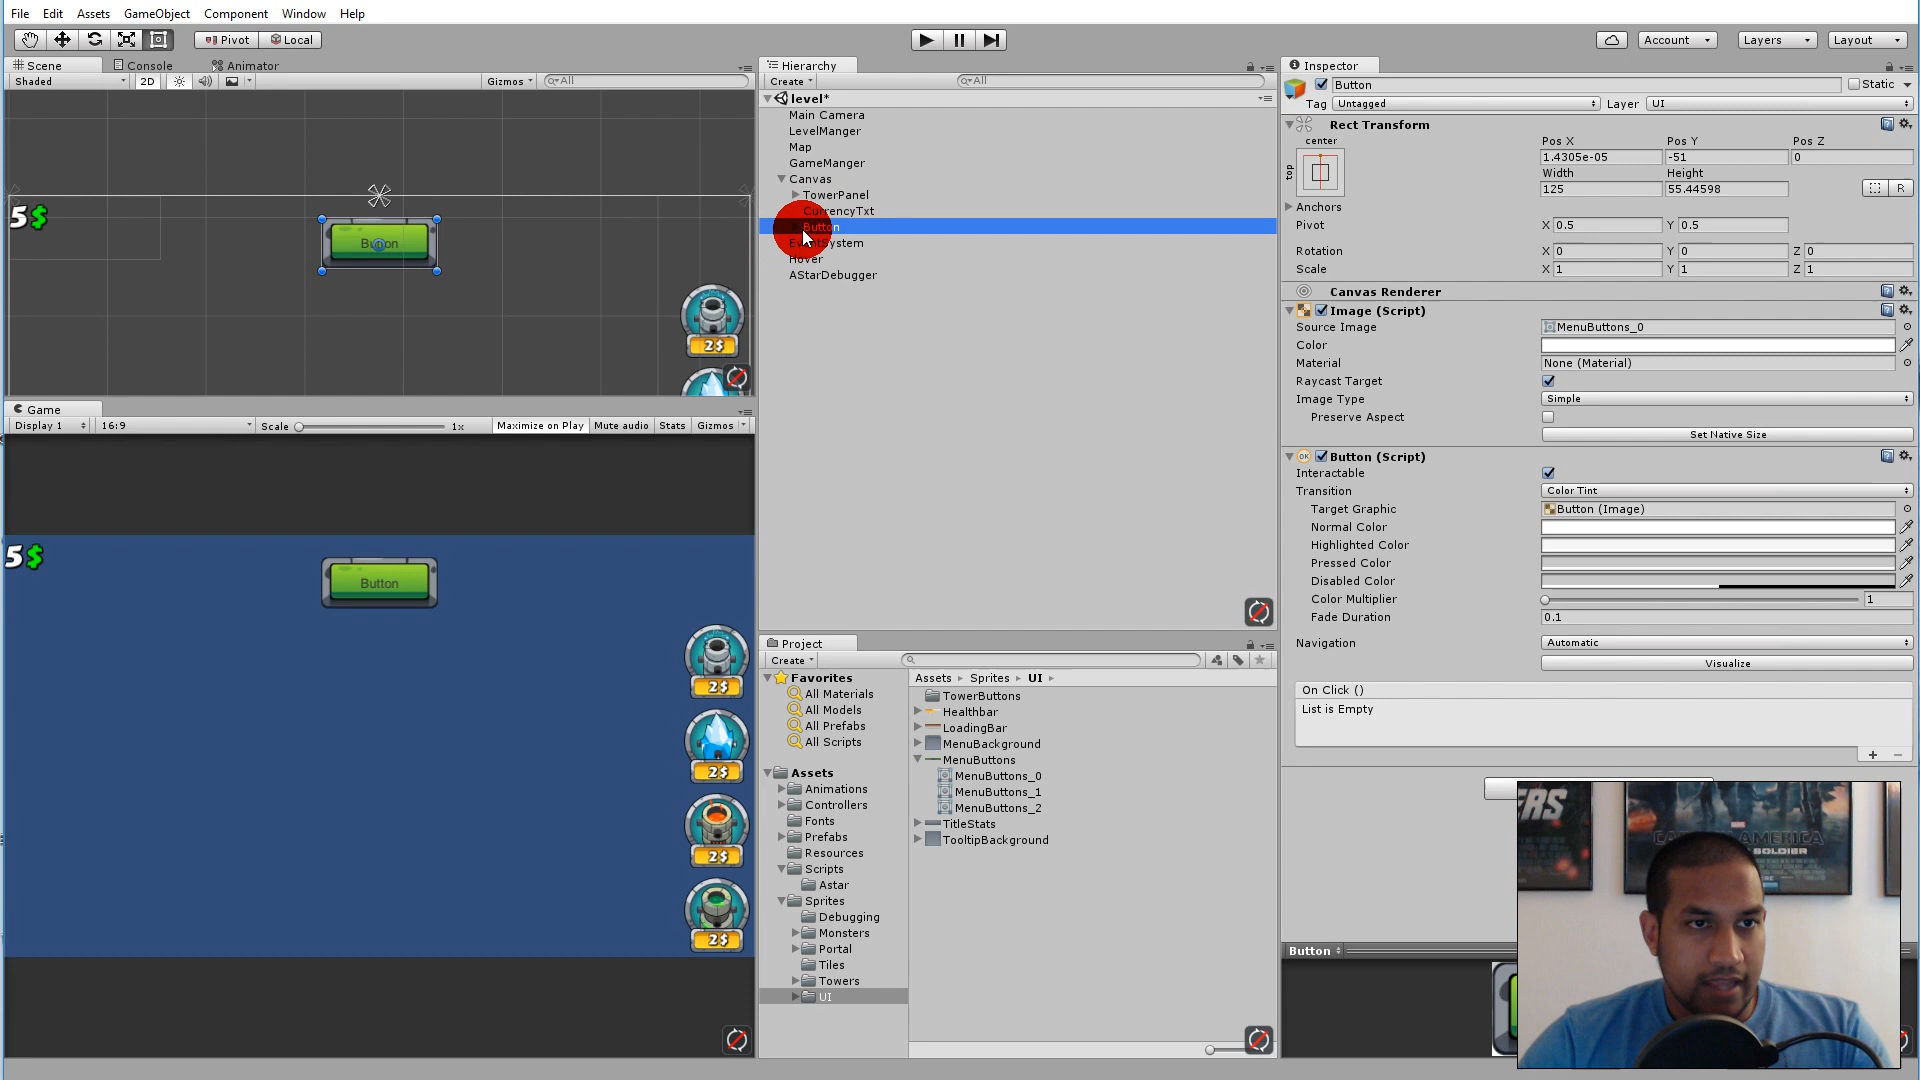 File Edit Assets GameObject Component Window Help
Pivot Local
Account Layers Layout
Scene Console Animator
Shaded 2D Gizmos All
5$
Button
2$
Game
Display 1 16:9 Scale 1x Maximize on Play Mute audio Stats Gizmos
5$
Button
2$
2$
2$
2$
Hierarchy
Create All
level*
Main Camera
LevelManger
Map
GameManger
Canvas
TowerPanel
CurrencyTxt
Button
EventSystem
Hover
AStarDebugger
Project
Create
Favorites
All Materials
All Models
All Prefabs
All Scripts
Assets
Animations
Controllers
Fonts
Prefabs
Resources
Scripts
Astar
Sprites
Debugging
Monsters
Portal
Tiles
Towers
UI
Assets Sprites UI
TowerButtons
Healthbar
LoadingBar
MenuBackground
MenuButtons
MenuButtons_0
MenuButtons_1
MenuButtons_2
TitleStats
TooltipBackground
Inspector
Button Static
Tag Untagged Layer UI
Rect Transform
center
top
Pos X Pos Y Pos Z
1.4305e-05 -51 0
Width Height
125 55.44598
R
Anchors
Pivot X 0.5 Y 0.5
Rotation X 0 Y 0 Z 0
Scale X 1 Y 1 Z 1
Canvas Renderer
Image (Script)
Source Image MenuButtons_0
Color
Material None (Material)
Raycast Target
Image Type Simple
Preserve Aspect
Set Native Size
OK Button (Script)
Interactable
Transition Color Tint
Target Graphic Button (Image)
Normal Color
Highlighted Color
Pressed Color
Disabled Color
Color Multiplier 1
Fade Duration 0.1
Navigation Automatic
Visualize
On Click ()
List is Empty
+ −
Button
ERS
CAPTAIN AMERICA
SOLDIER